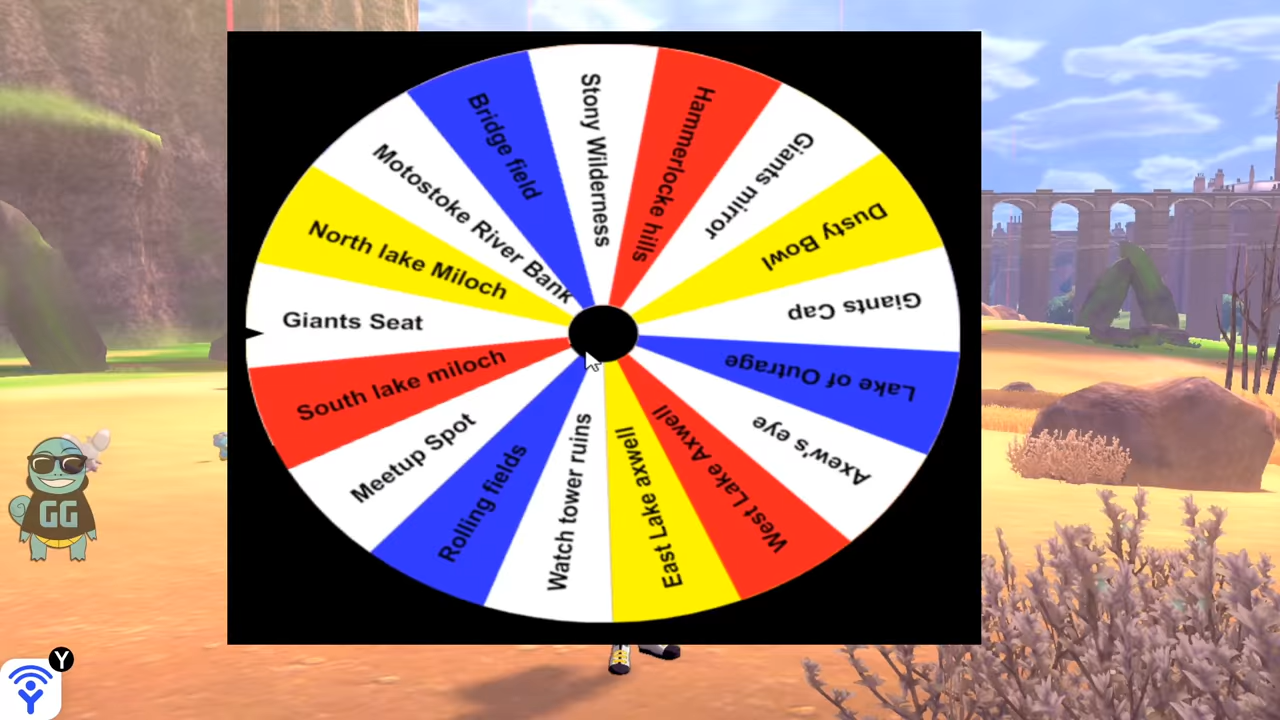 Stony Wilderness
Hammerlocke hills
Giants mirror
Dusty Bowl
Giants Cap
Lake of Outrage
Axew's eye
West Lake Axwell
East Lake axwell
Watch tower ruins
Rolling fields
Meetup Spot
South lake miloch
Giants Seat
North lake Miloch
Motostoke River Bank
Bridge field
GG
Y